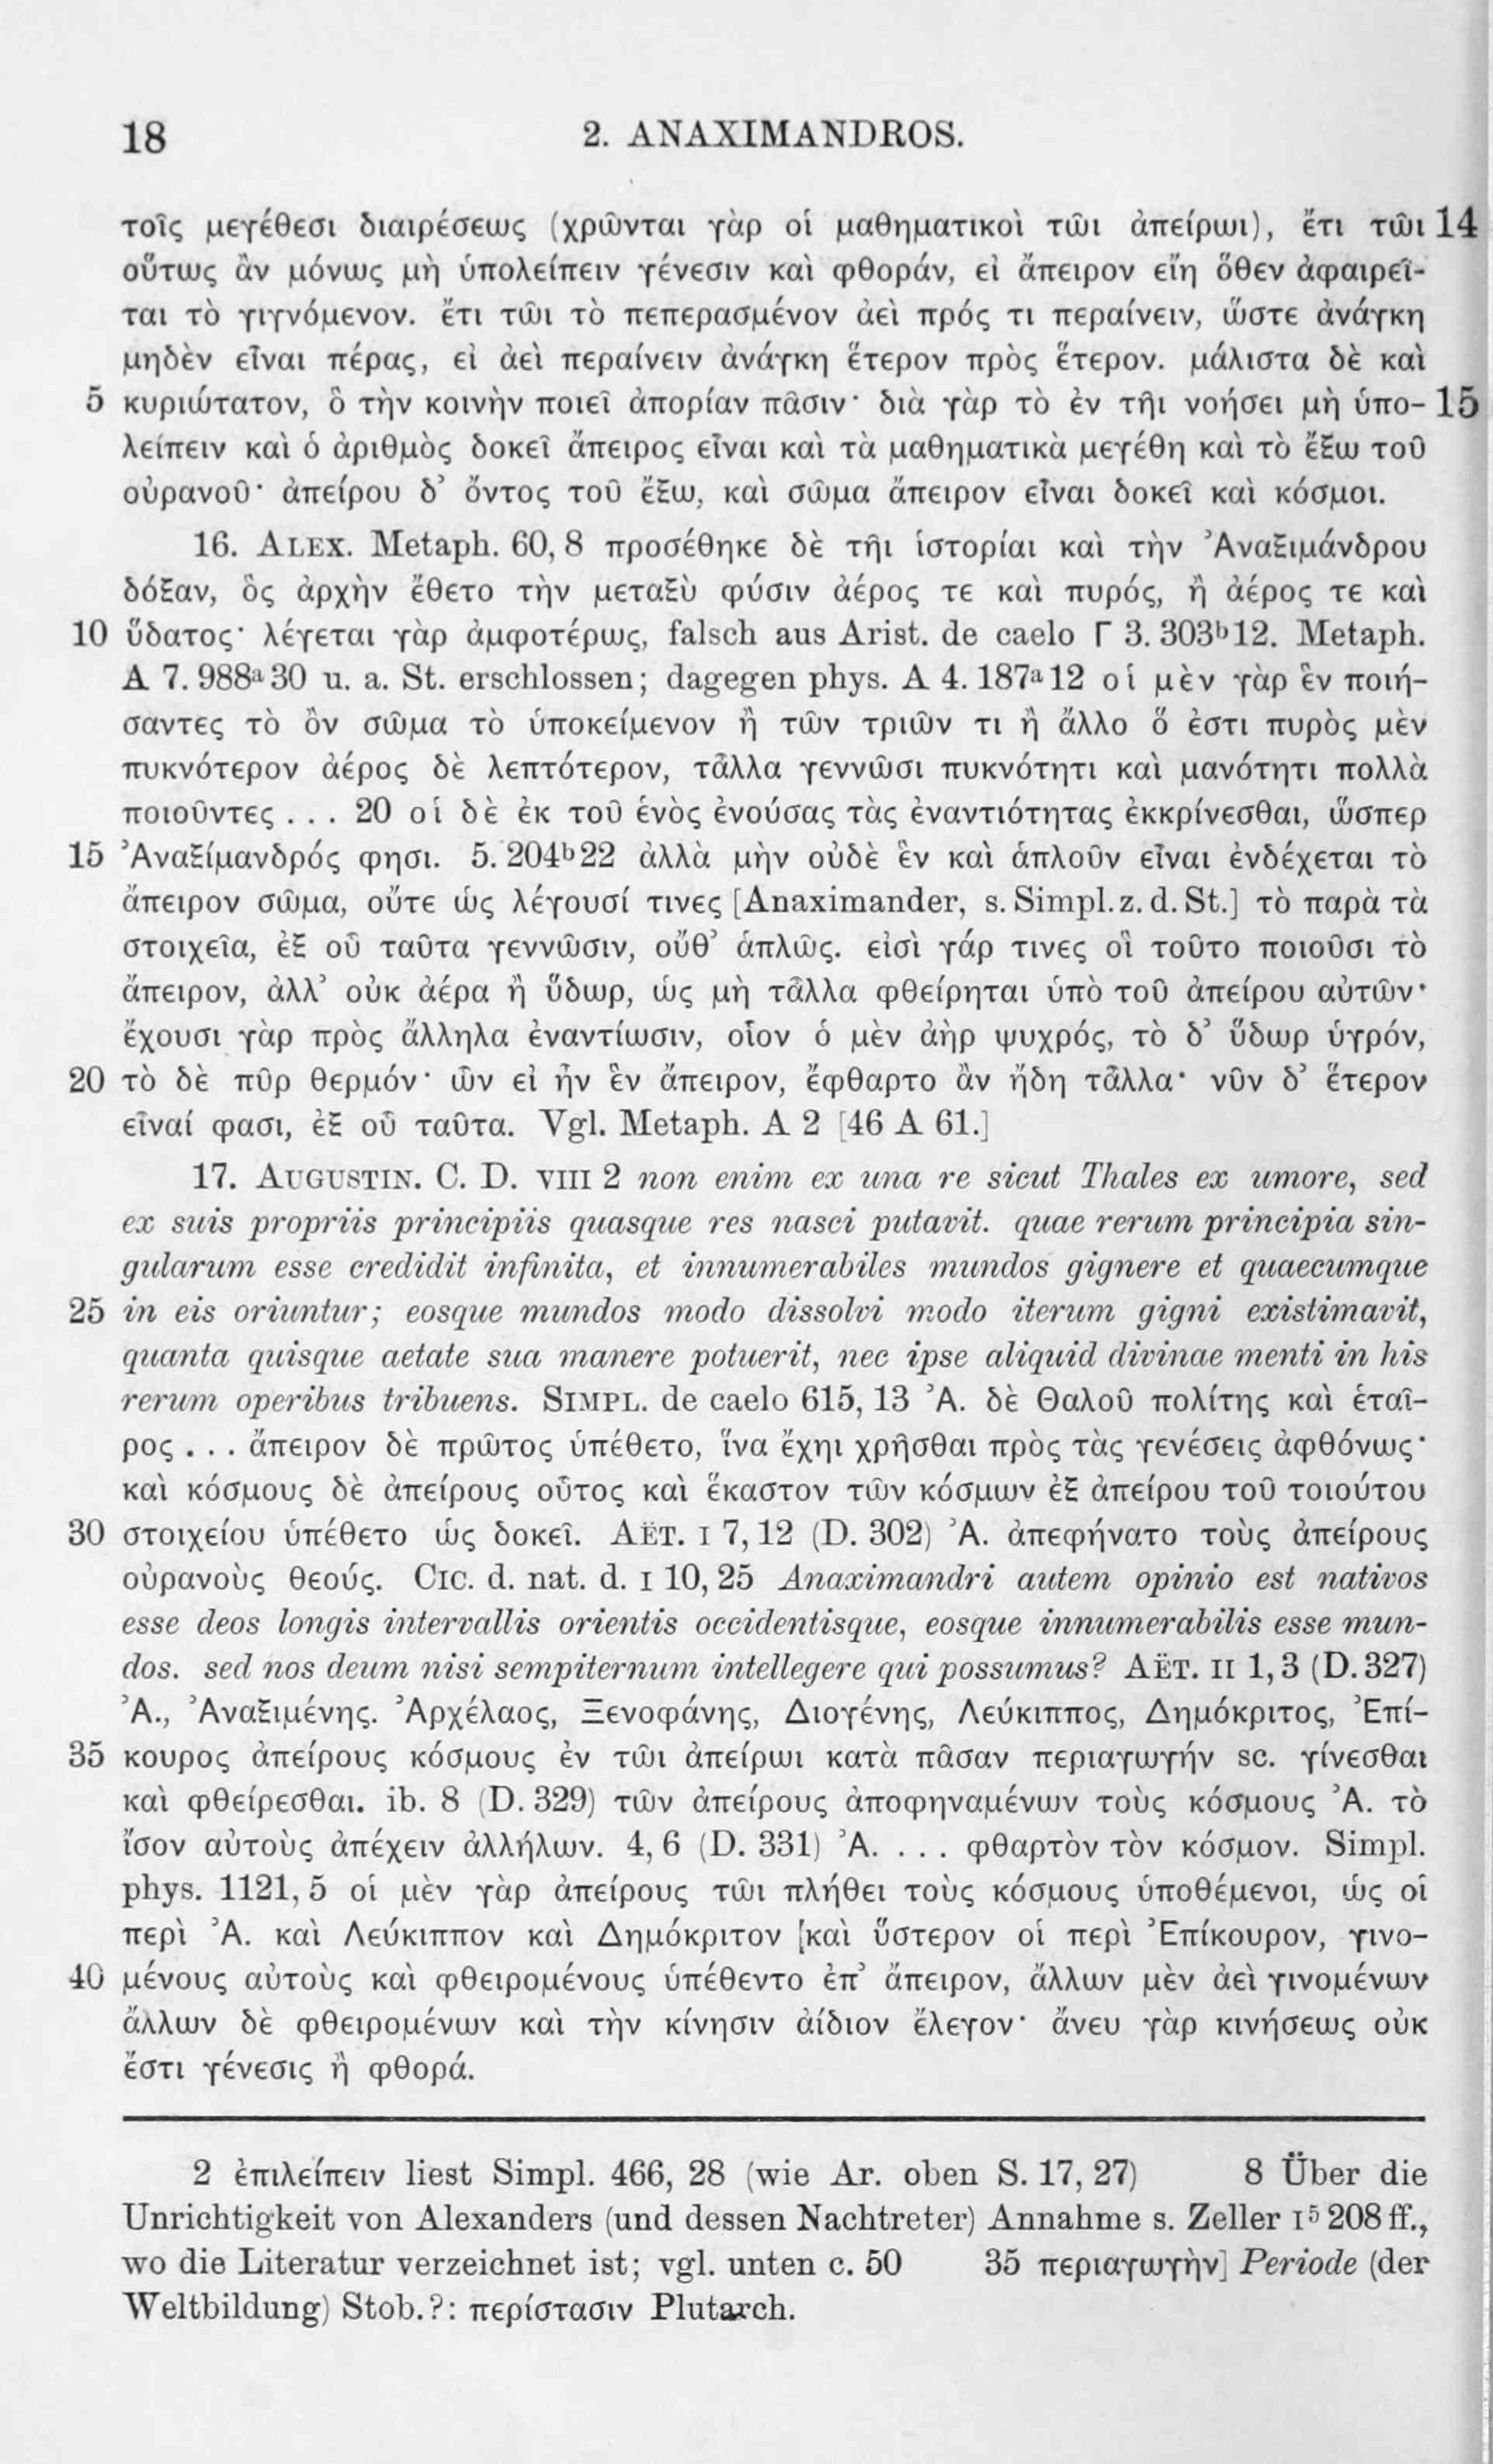 18 2. ANAXIMANDROS.
τοῖς μεγέθεσι διαιρέσεως (χρῶνται γὰρ οἱ μαθηματικοὶ τῶι ἀπείρωι), ἔτι τῶι 14
οὕτως ἂν μόνως μὴ ὑπολείπειν γένεσιν καὶ φθοράν, εἰ ἄπειρον εἴη ὅθεν ἀφαιρεῖ-
ται τὸ γιγνόμενον. ἔτι τῶι τὸ πεπερασμένον ἀεὶ πρός τι περαίνειν, ὥστε ἀνάγκη
μηδὲν εἶναι πέρας, εἰ ἀεὶ περαίνειν ἀνάγκη ἕτερον πρὸς ἕτερον. μάλιστα δὲ καὶ
5 κυριώτατον, ὃ τὴν κοινὴν ποιεῖ ἀπορίαν πᾶσιν· διὰ γὰρ τὸ ἐν τῆι νοήσει μὴ ὑπο- 15
λείπειν καὶ ὁ ἀριθμὸς δοκεῖ ἄπειρος εἶναι καὶ τὰ μαθηματικὰ μεγέθη καὶ τὸ ἔξω τοῦ
οὐρανοῦ· ἀπείρου δ' ὄντος τοῦ ἔξω, καὶ σῶμα ἄπειρον εἶναι δοκεῖ καὶ κόσμοι.
16. ALEX. Metaph. 60, 8 προσέθηκε δὲ τῆι ἱστορίαι καὶ τὴν Ἀναξιμάνδρου
δόξαν, ὃς ἀρχὴν ἔθετο τὴν μεταξὺ φύσιν ἀέρος τε καὶ πυρός, ἢ ἀέρος τε καὶ
10 ὕδατος· λέγεται γὰρ ἀμφοτέρως, falsch aus Arist. de caelo Γ 3. 303ᵇ12. Metaph.
A 7. 988ᵃ30 u. a. St. erschlossen; dagegen phys. A 4. 187ᵃ12 οἱ μὲν γὰρ ἓν ποιή-
σαντες τὸ ὂν σῶμα τὸ ὑποκείμενον ἢ τῶν τριῶν τι ἢ ἄλλο ὅ ἐστι πυρὸς μὲν
πυκνότερον ἀέρος δὲ λεπτότερον, τἆλλα γεννῶσι πυκνότητι καὶ μανότητι πολλὰ
ποιοῦντες . . . 20 οἱ δὲ ἐκ τοῦ ἑνὸς ἐνούσας τὰς ἐναντιότητας ἐκκρίνεσθαι, ὥσπερ
15 Ἀναξίμανδρός φησι. 5. 204ᵇ22 ἀλλὰ μὴν οὐδὲ ἓν καὶ ἁπλοῦν εἶναι ἐνδέχεται τὸ
ἄπειρον σῶμα, οὔτε ὡς λέγουσί τινες [Anaximander, s. Simpl. z. d. St.] τὸ παρὰ τὰ
στοιχεῖα, ἐξ οὗ ταῦτα γεννῶσιν, οὔθ' ἁπλῶς. εἰσὶ γάρ τινες οἳ τοῦτο ποιοῦσι τὸ
ἄπειρον, ἀλλ' οὐκ ἀέρα ἢ ὕδωρ, ὡς μὴ τἆλλα φθείρηται ὑπὸ τοῦ ἀπείρου αὐτῶν·
ἔχουσι γὰρ πρὸς ἄλληλα ἐναντίωσιν, οἷον ὁ μὲν ἀὴρ ψυχρός, τὸ δ' ὕδωρ ὑγρόν,
20 τὸ δὲ πῦρ θερμόν· ὧν εἰ ἦν ἓν ἄπειρον, ἔφθαρτο ἂν ἤδη τἆλλα· νῦν δ' ἕτερον
εἶναί φασι, ἐξ οὗ ταῦτα. Vgl. Metaph. A 2 [46 A 61.]
17. AUGUSTIN. C. D. VIII 2 non enim ex una re sicut Thales ex umore, sed
ex suis propriis principiis quasque res nasci putavit. quae rerum principia sin-
gularum esse credidit infinita, et innumerabiles mundos gignere et quaecumque
25 in eis oriuntur; eosque mundos modo dissolvi modo iterum gigni existimavit,
quanta quisque aetate sua manere potuerit, nec ipse aliquid divinae menti in his
rerum operibus tribuens. SIMPL. de caelo 615, 13 Ἀ. δὲ Θαλοῦ πολίτης καὶ ἑταῖ-
ρος . . . ἄπειρον δὲ πρῶτος ὑπέθετο, ἵνα ἔχηι χρῆσθαι πρὸς τὰς γενέσεις ἀφθόνως·
καὶ κόσμους δὲ ἀπείρους οὗτος καὶ ἕκαστον τῶν κόσμων ἐξ ἀπείρου τοῦ τοιούτου
30 στοιχείου ὑπέθετο ὡς δοκεῖ. AËT. I 7, 12 (D. 302) Ἀ. ἀπεφήνατο τοὺς ἀπείρους
οὐρανοὺς θεούς. CIC. d. nat. d. I 10, 25 Anaximandri autem opinio est nativos
esse deos longis intervallis orientis occidentisque, eosque innumerabilis esse mun-
dos. sed nos deum nisi sempiternum intellegere qui possumus? AËT. II 1, 3 (D. 327)
Ἀ., Ἀναξιμένης. Ἀρχέλαος, Ξενοφάνης, Διογένης, Λεύκιππος, Δημόκριτος, Ἐπί-
35 κουρος ἀπείρους κόσμους ἐν τῶι ἀπείρωι κατὰ πᾶσαν περιαγωγήν sc. γίνεσθαι
καὶ φθείρεσθαι. ib. 8 (D. 329) τῶν ἀπείρους ἀποφηναμένων τοὺς κόσμους Ἀ. τὸ
ἴσον αὐτοὺς ἀπέχειν ἀλλήλων. 4, 6 (D. 331) Ἀ. . . . φθαρτὸν τὸν κόσμον. Simpl.
phys. 1121, 5 οἱ μὲν γὰρ ἀπείρους τῶι πλήθει τοὺς κόσμους ὑποθέμενοι, ὡς οἱ
περὶ Ἀ. καὶ Λεύκιππον καὶ Δημόκριτον [καὶ ὕστερον οἱ περὶ Ἐπίκουρον, γινο-
40 μένους αὐτοὺς καὶ φθειρομένους ὑπέθεντο ἐπ' ἄπειρον, ἄλλων μὲν ἀεὶ γινομένων
ἄλλων δὲ φθειρομένων καὶ τὴν κίνησιν ἀίδιον ἔλεγον· ἄνευ γὰρ κινήσεως οὐκ
ἔστι γένεσις ἢ φθορά.
2 ἐπιλείπειν liest Simpl. 466, 28 (wie Ar. oben S. 17, 27) 8 Über die
Unrichtigkeit von Alexanders (und dessen Nachtreter) Annahme s. Zeller I⁵ 208 ff.,
wo die Literatur verzeichnet ist; vgl. unten c. 50 35 περιαγωγὴν] Periode (der
Weltbildung) Stob.?: περίστασιν Plutarch.